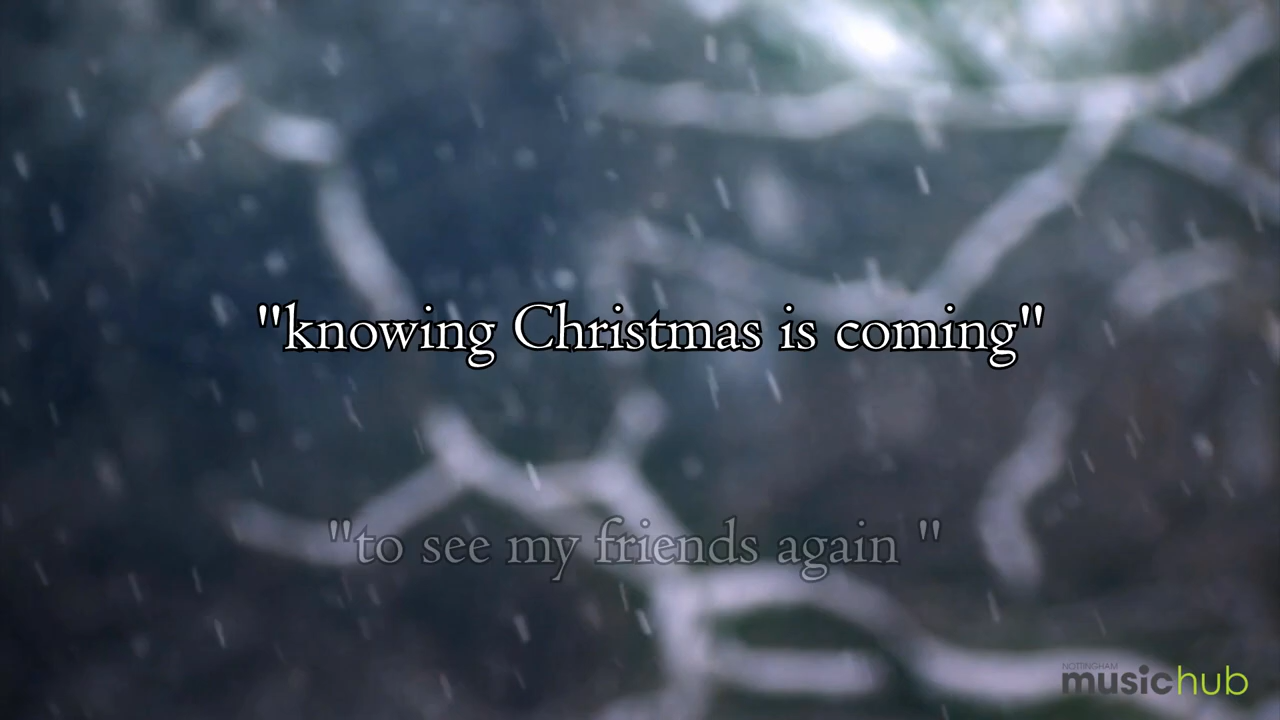 "knowing Christmas is coming"
"to see my friends again "
NOTTINGHAM
musichub